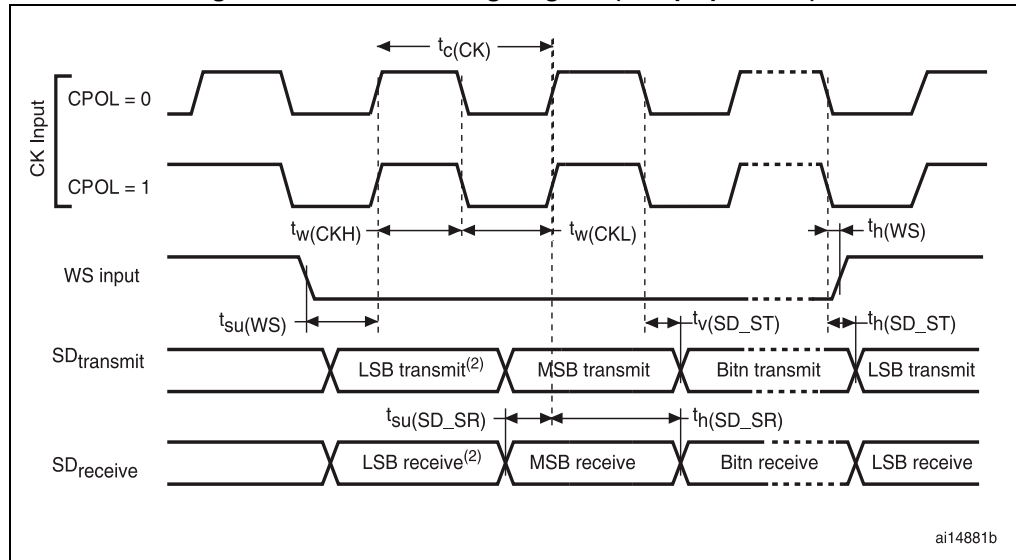 tc(CK)
CK Input
CPOL = 0
CPOL = 1
tw(CKH)
tw(CKL)
th(WS)
WS input
tsu(WS)
tv(SD_ST)
th(SD_ST)
SDtransmit
LSB transmit(2)
MSB transmit
Bitn transmit
LSB transmit
tsu(SD_SR)
th(SD_SR)
SDreceive
LSB receive(2)
MSB receive
Bitn receive
LSB receive
ai14881b